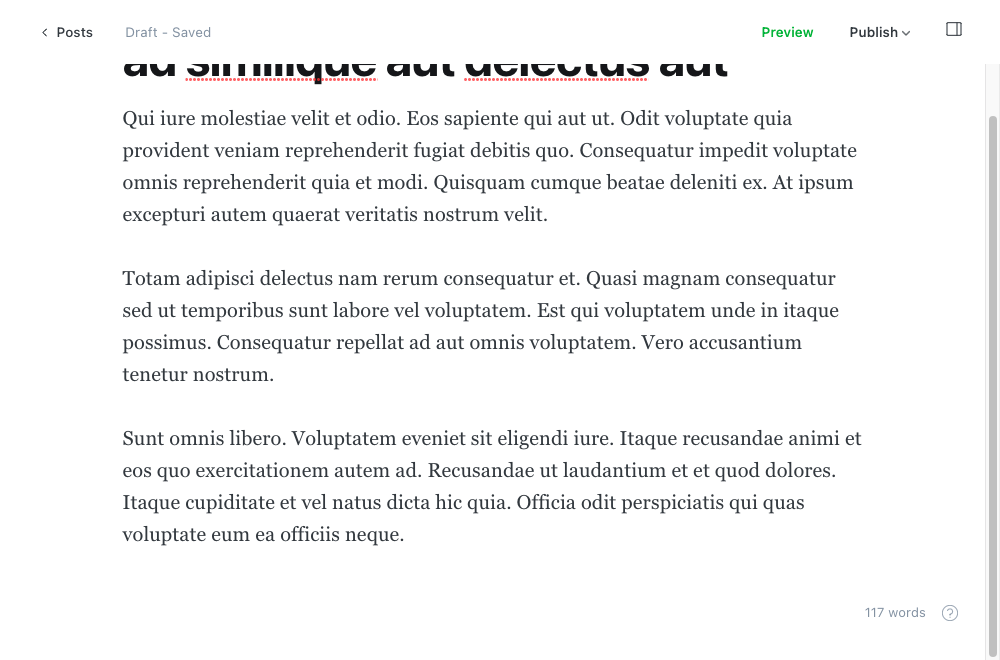 Posts
Draft - Saved
Preview
Publish
ad similique aut delectus aut
Qui iure molestiae velit et odio. Eos sapiente qui aut ut. Odit voluptate quia
provident veniam reprehenderit fugiat debitis quo. Consequatur impedit voluptate
omnis reprehenderit quia et modi. Quisquam cumque beatae deleniti ex. At ipsum
excepturi autem quaerat veritatis nostrum velit.
Totam adipisci delectus nam rerum consequatur et. Quasi magnam consequatur
sed ut temporibus sunt labore vel voluptatem. Est qui voluptatem unde in itaque
possimus. Consequatur repellat ad aut omnis voluptatem. Vero accusantium
tenetur nostrum.
Sunt omnis libero. Voluptatem eveniet sit eligendi iure. Itaque recusandae animi et
eos quo exercitationem autem ad. Recusandae ut laudantium et et quod dolores.
Itaque cupiditate et vel natus dicta hic quia. Officia odit perspiciatis qui quas
voluptate eum ea officiis neque.
117 words
?